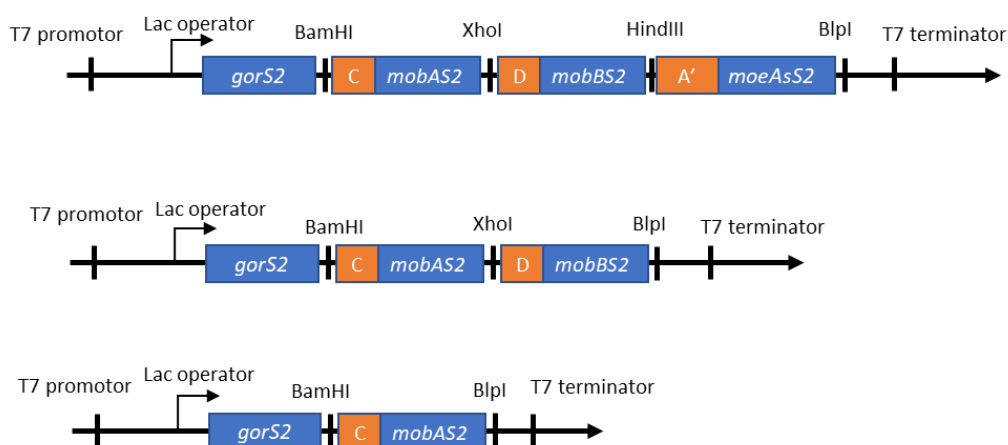 T7 promotor Lac operator BamHI XhoI HindIII BlpI T7 terminator
gorS2 C mobAS2 D mobBS2 A’ moeAsS2
T7 promotor Lac operator BamHI XhoI BlpI T7 terminator
gorS2 C mobAS2 D mobBS2
T7 promotor Lac operator BamHI BlpI T7 terminator
gorS2 C mobAS2